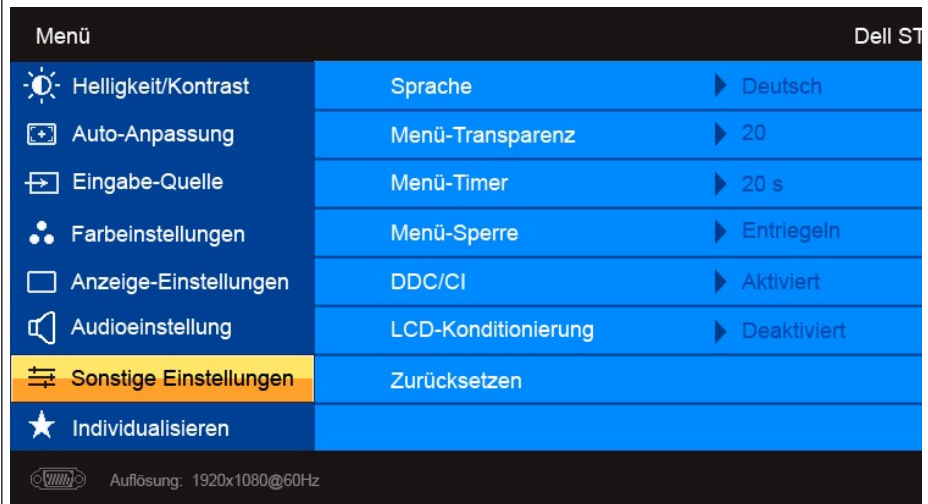 Menü Dell ST
Helligkeit/Kontrast Sprache Deutsch
Auto-Anpassung Menü-Transparenz 20
Eingabe-Quelle Menü-Timer 20 s
Farbeinstellungen Menü-Sperre Entriegeln
Anzeige-Einstellungen DDC/CI Aktiviert
Audioeinstellung LCD-Konditionierung Deaktiviert
Sonstige Einstellungen Zurücksetzen
Individualisieren
Auflösung: 1920x1080@60Hz